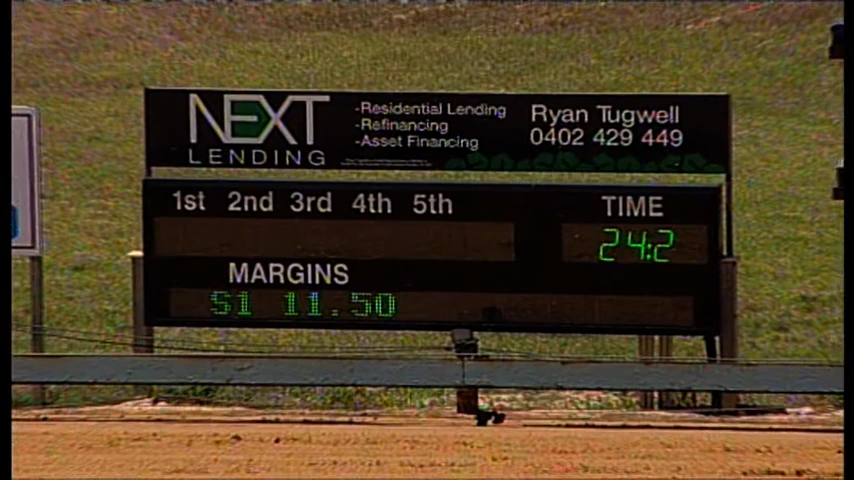 NEXT
LENDING
-Residential Lending
-Refinancing
-Asset Financing
Ryan Tugwell
0402 429 449
1st 2nd 3rd 4th 5th
TIME
24:2
MARGINS
S1 11.50